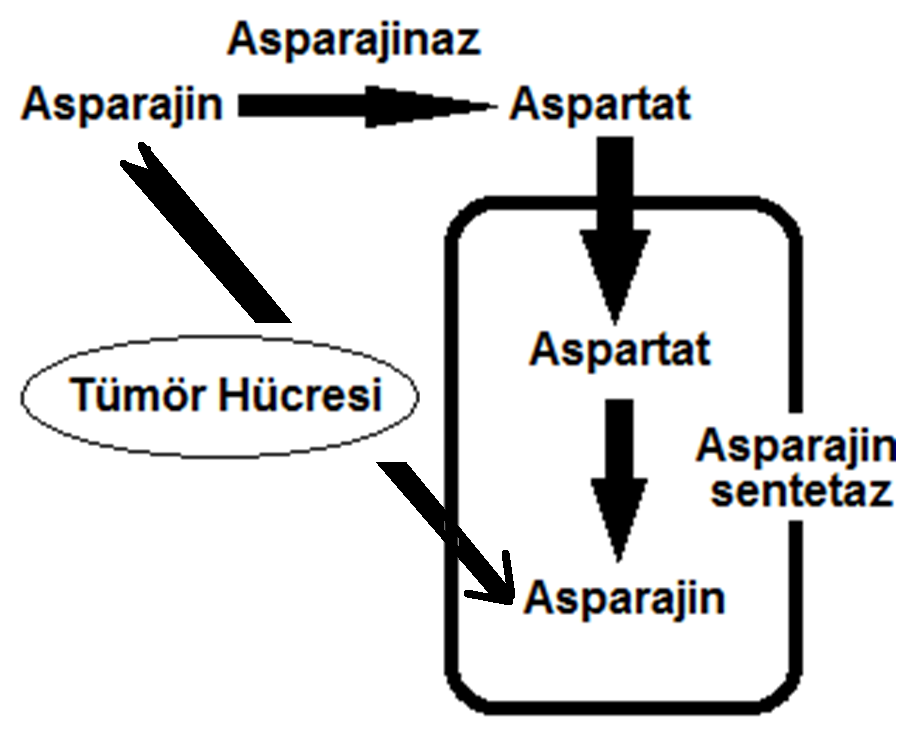 Asparajinaz
Asparajin
Aspartat
Aspartat
Tümör Hücresi
Asparajin
sentetaz
Asparajin